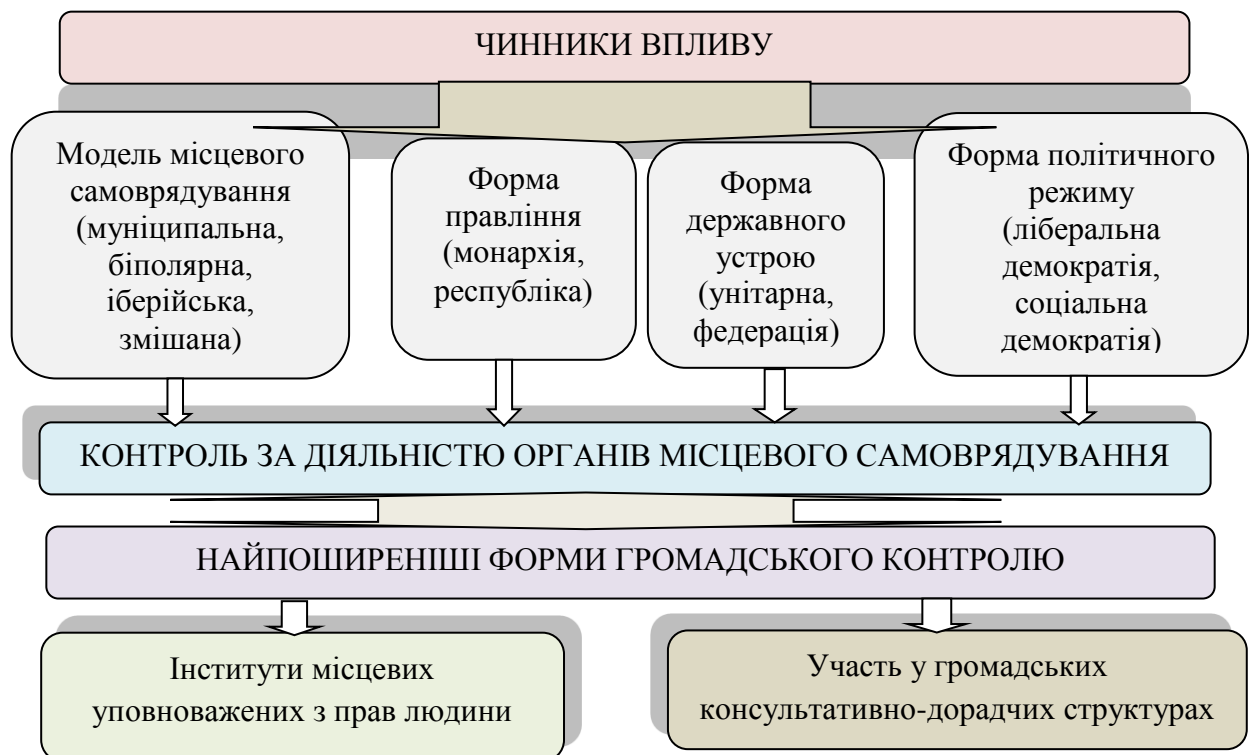 ЧИННИКИ ВПЛИВУ
Модель місцевого
самоврядування
(муніципальна,
біполярна,
іберійська,
змішана)
Форма
правління
(монархія,
республіка)
Форма
державного
устрою
(унітарна,
федерація)
Форма політичного
режиму
(ліберальна
демократія,
соціальна
демократія)
КОНТРОЛЬ ЗА ДІЯЛЬНІСТЮ ОРГАНІВ МІСЦЕВОГО САМОВРЯДУВАННЯ
НАЙПОШИРЕНІШІ ФОРМИ ГРОМАДСЬКОГО КОНТРОЛЮ
Інститути місцевих
уповноважених з прав людини
Участь у громадських
консультативно-дорадчих структурах